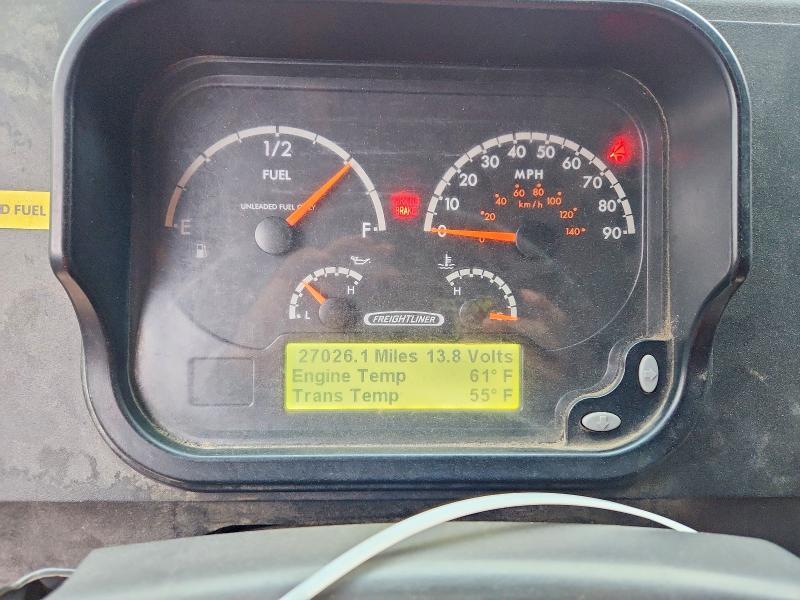 D FUEL
1/2
FUEL
UNLEADED FUEL ONLY
E
F
BRAKE
0
10
20
30
40
50
60
70
80
90
MPH
0
20
40
60
80
100
120
140
km/h
L
H
H
FREIGHTLINER
27026.1 Miles 13.8 Volts
Engine Temp 61° F
Trans Temp 55° F